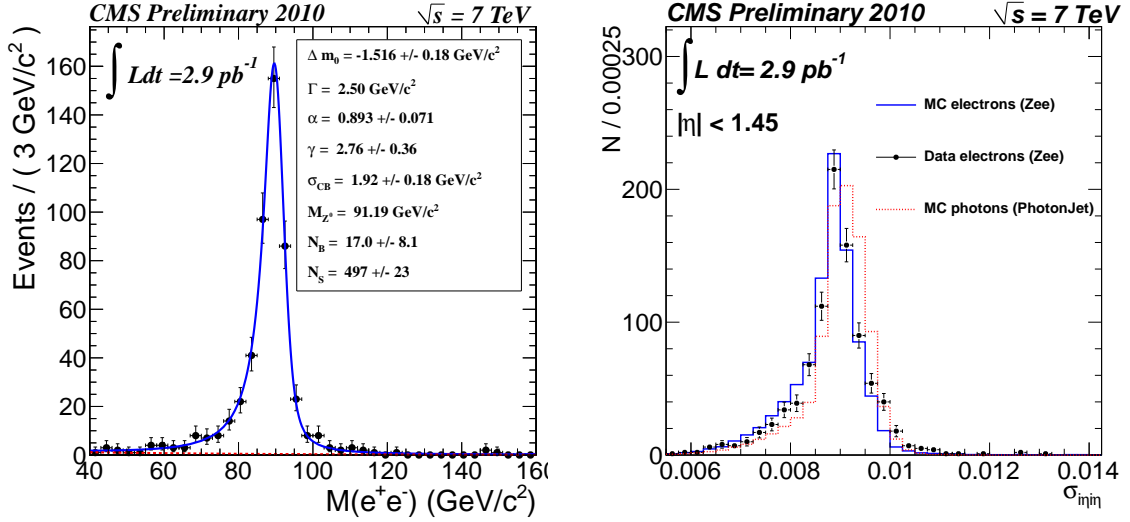 CMS Preliminary 2010
√s = 7 TeV
∫ Ldt =2.9 pb⁻¹
Δ m₀ = -1.516 +/- 0.18 GeV/c²
Γ = 2.50 GeV/c²
α = 0.893 +/- 0.071
γ = 2.76 +/- 0.36
σ_CB = 1.92 +/- 0.18 GeV/c²
M_Z⁰ = 91.19 GeV/c²
N_B = 17.0 +/- 8.1
N_S = 497 +/- 23
Events / ( 3 GeV/c² )
160
140
120
100
80
60
40
20
0
40 60 80 100 120 140 160
M(e⁺e⁻) (GeV/c²)
CMS Preliminary 2010
√s = 7 TeV
∫ L dt= 2.9 pb⁻¹
|η| < 1.45
MC electrons (Zee)
Data electrons (Zee)
MC photons (PhotonJet)
N / 0.00025
300
200
100
0
0.006 0.008 0.01 0.012 0.014
σ_iηiη